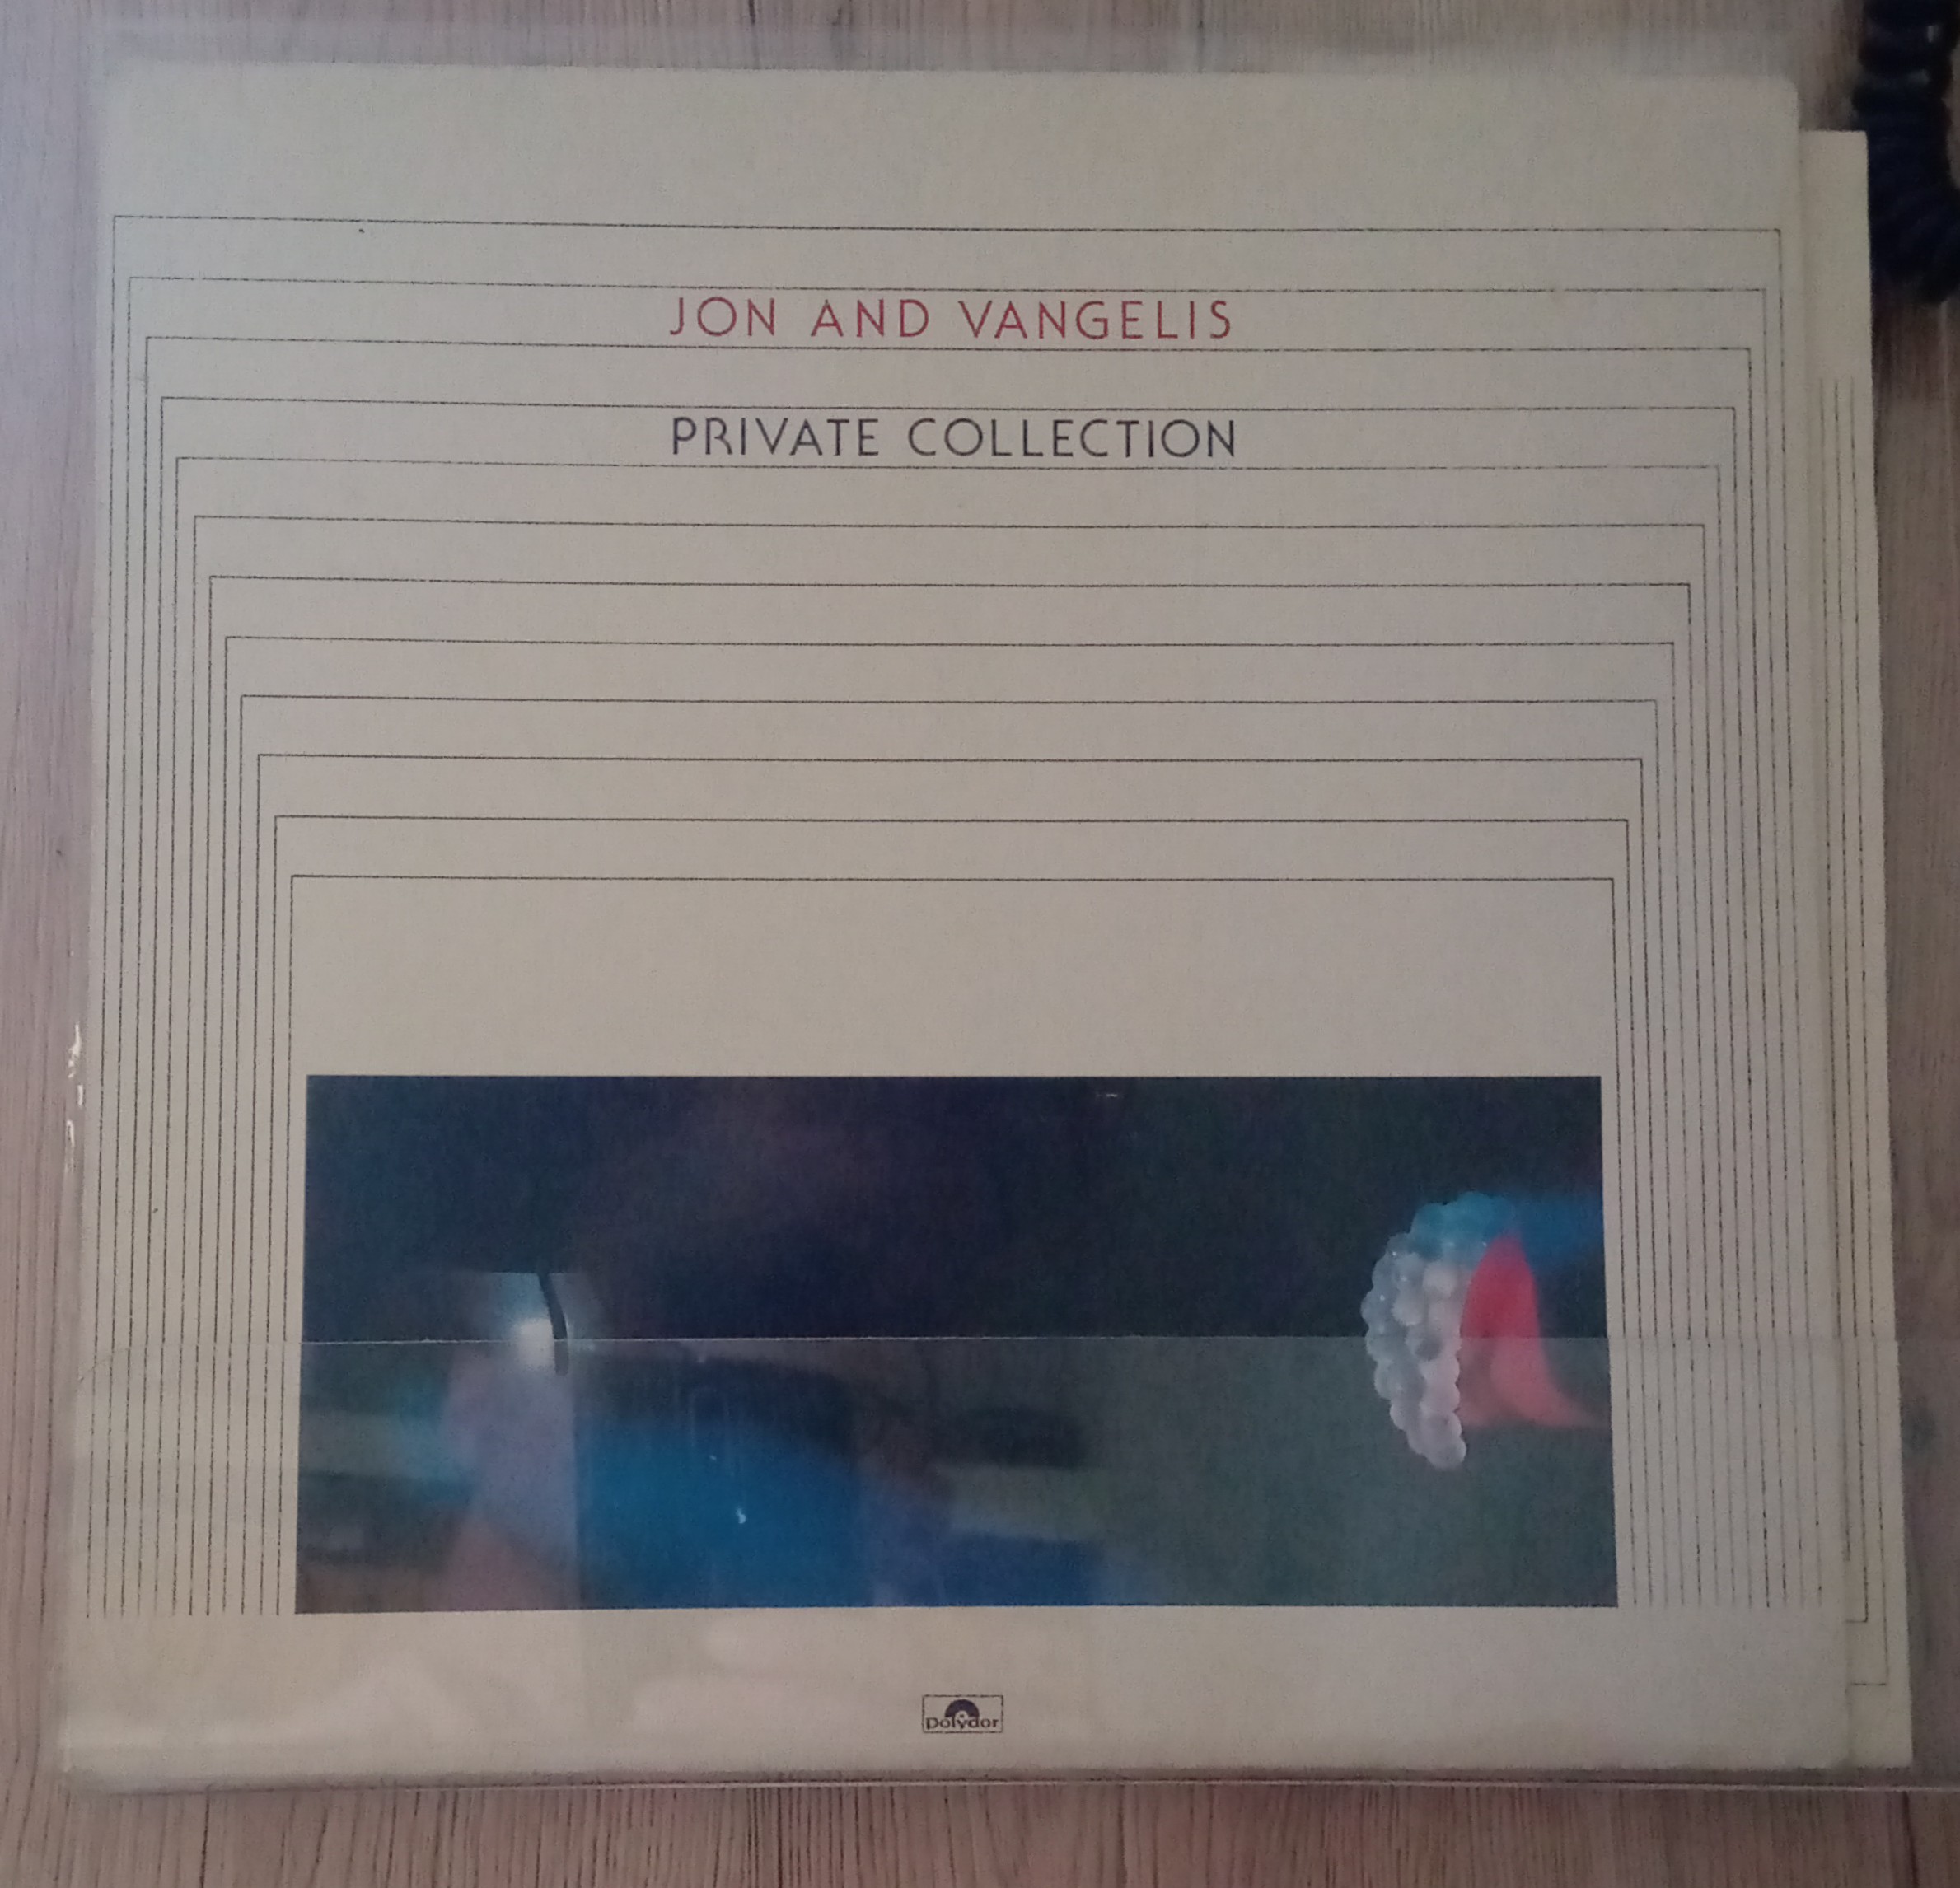 JON AND VANGELIS
PRIVATE COLLECTION
Polydor